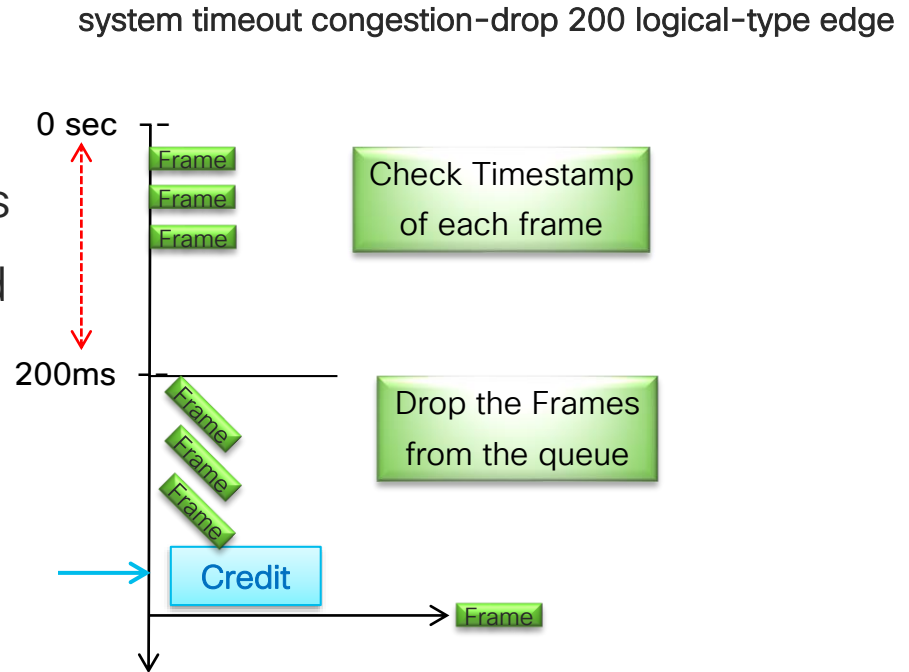 system timeout congestion-drop 200 logical-type edge
0 sec
Frame
Frame
Frame
Check Timestamp
of each frame
200ms
Frame
Frame
Frame
Drop the Frames
from the queue
Credit
Frame